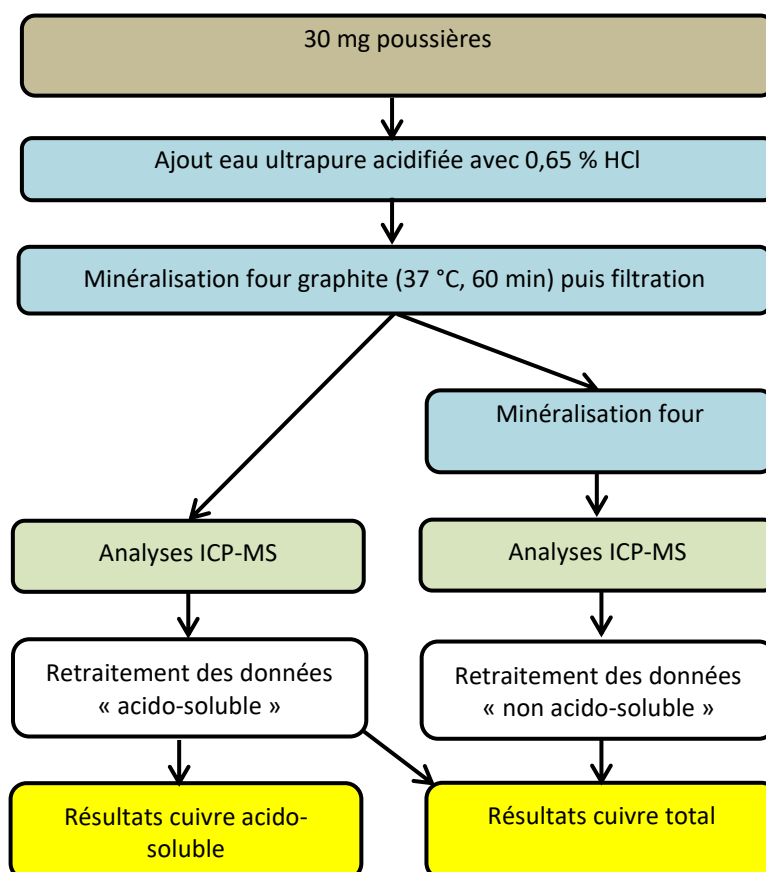 30 mg poussières
Ajout eau ultrapure acidifiée avec 0,65 % HCl
Minéralisation four graphite (37 °C, 60 min) puis filtration
Minéralisation four
Analyses ICP-MS
Analyses ICP-MS
Retraitement des données
« acido-soluble »
Retraitement des données
« non acido-soluble »
Résultats cuivre acido-
soluble
Résultats cuivre total